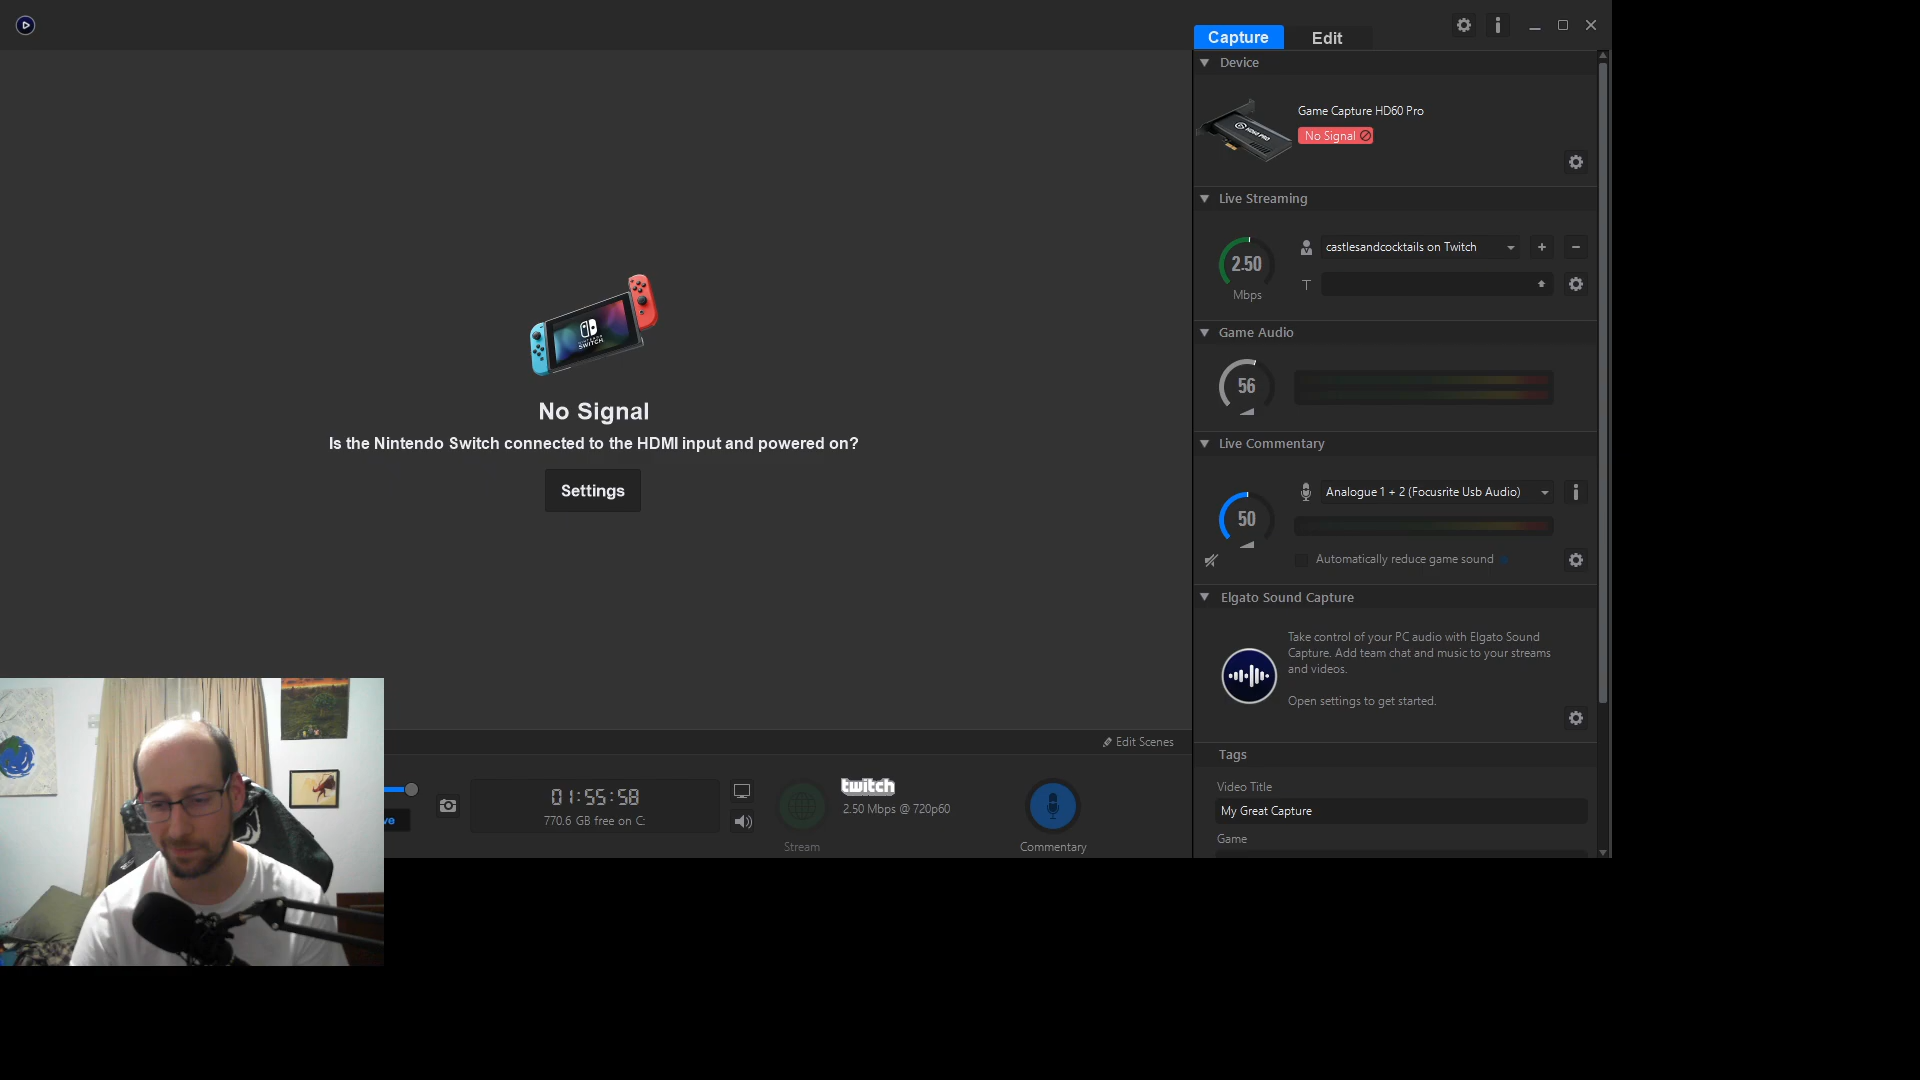 Capture
Edit
Device
Game Capture HD60 Pro
No Signal
Live Streaming
2.50
Mbps
castlesandcocktails on Twitch
T
Game Audio
56
Live Commentary
50
Analogue 1 + 2 (Focusrite Usb Audio)
Automatically reduce game sound
Elgato Sound Capture
Take control of your PC audio with Elgato Sound
Capture. Add team chat and music to your streams
and videos.
Open settings to get started.
Tags
Video Title
My Great Capture
Game
NINTENDO
SWITCH
No Signal
Is the Nintendo Switch connected to the HDMI input and powered on?
Settings
Edit Scenes
ve
01:55:58
770.6 GB free on C:
Stream
twitch
2.50 Mbps @ 720p60
Commentary